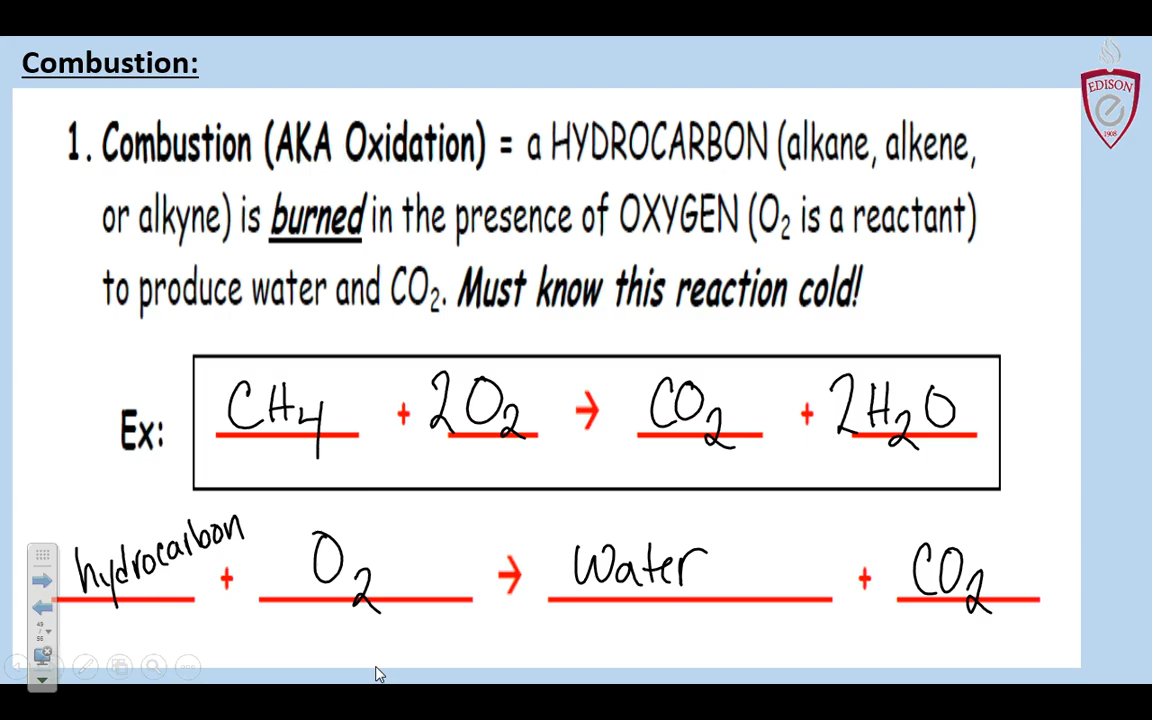 Combustion:
EDISON
e
1908
1. Combustion (AKA Oxidation) = a HYDROCARBON (alkane, alkene,
or alkyne) is burned in the presence of OXYGEN (O₂ is a reactant)
to produce water and CO₂. Must know this reaction cold!
Ex: CH₄ + 2O₂ → CO₂ + 2H₂O
hydrocarbon + O₂ → Water + CO₂